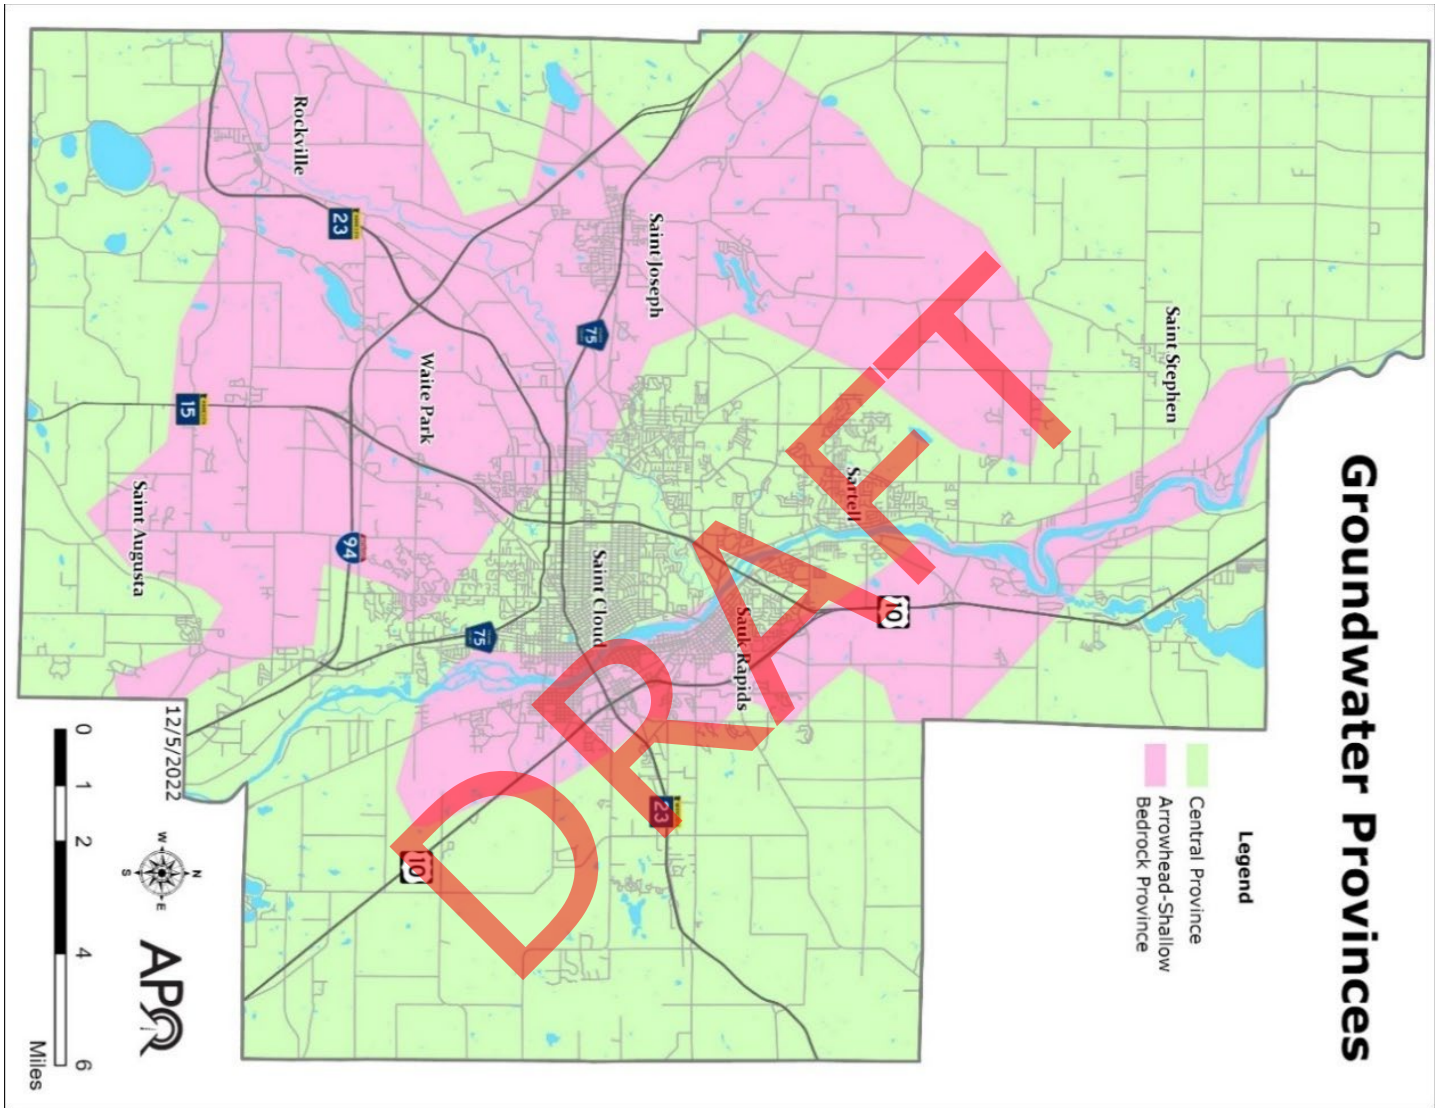 Groundwater Provinces
Legend
Central Province
Arrowhead-Shallow
Bedrock Province
Saint Stephen
Sartell
Sauk Rapids
Saint Joseph
Saint Cloud
Waite Park
Rockville
Saint Augusta
10
23
75
75
23
94
15
10
DRAFT
12/5/2022
N
W
E
S
APO
0 1 2 4 6
Miles